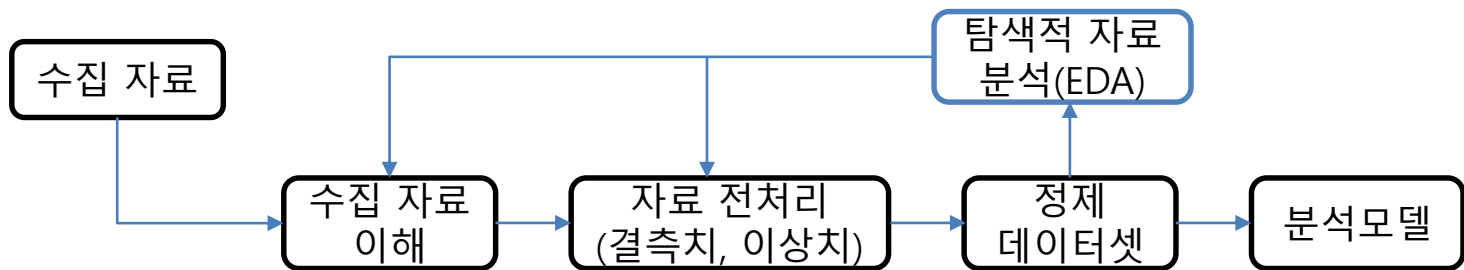 탐색적 자료
분석(EDA)
수집 자료
수집 자료
이해
자료 전처리
(결측치, 이상치)
정제
데이터셋
분석모델